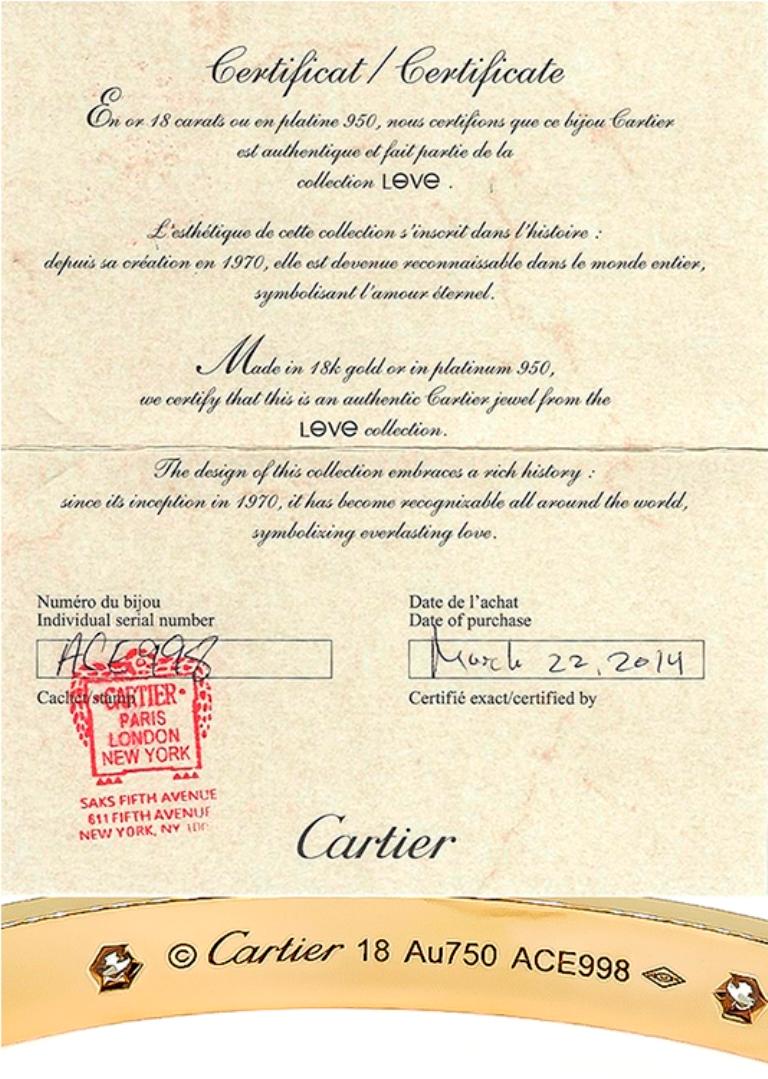 Certificat / Certificate
En or 18 carats ou en platine 950, nous certifions que ce bijou Cartier
est authentique et fait partie de la
collection LOVE .
L'esthétique de cette collection s'inscrit dans l'histoire :
depuis sa création en 1970, elle est devenue reconnaissable dans le monde entier,
symbolisant l'amour éternel.
Made in 18k gold or in platinum 950,
we certify that this is an authentic Cartier jewel from the
LOVE collection.
The design of this collection embraces a rich history :
since its inception in 1970, it has become recognizable all around the world,
symbolizing everlasting love.
Numéro du bijou
Individual serial number
ACE998
Date de l'achat
Date of purchase
March 22, 2014
Cachet/stamp
Certifié exact/certified by
CARTIER
PARIS
LONDON
NEW YORK
SAKS FIFTH AVENUE
611 FIFTH AVENUE
NEW YORK, NY
Cartier
© Cartier 18 Au750 ACE998